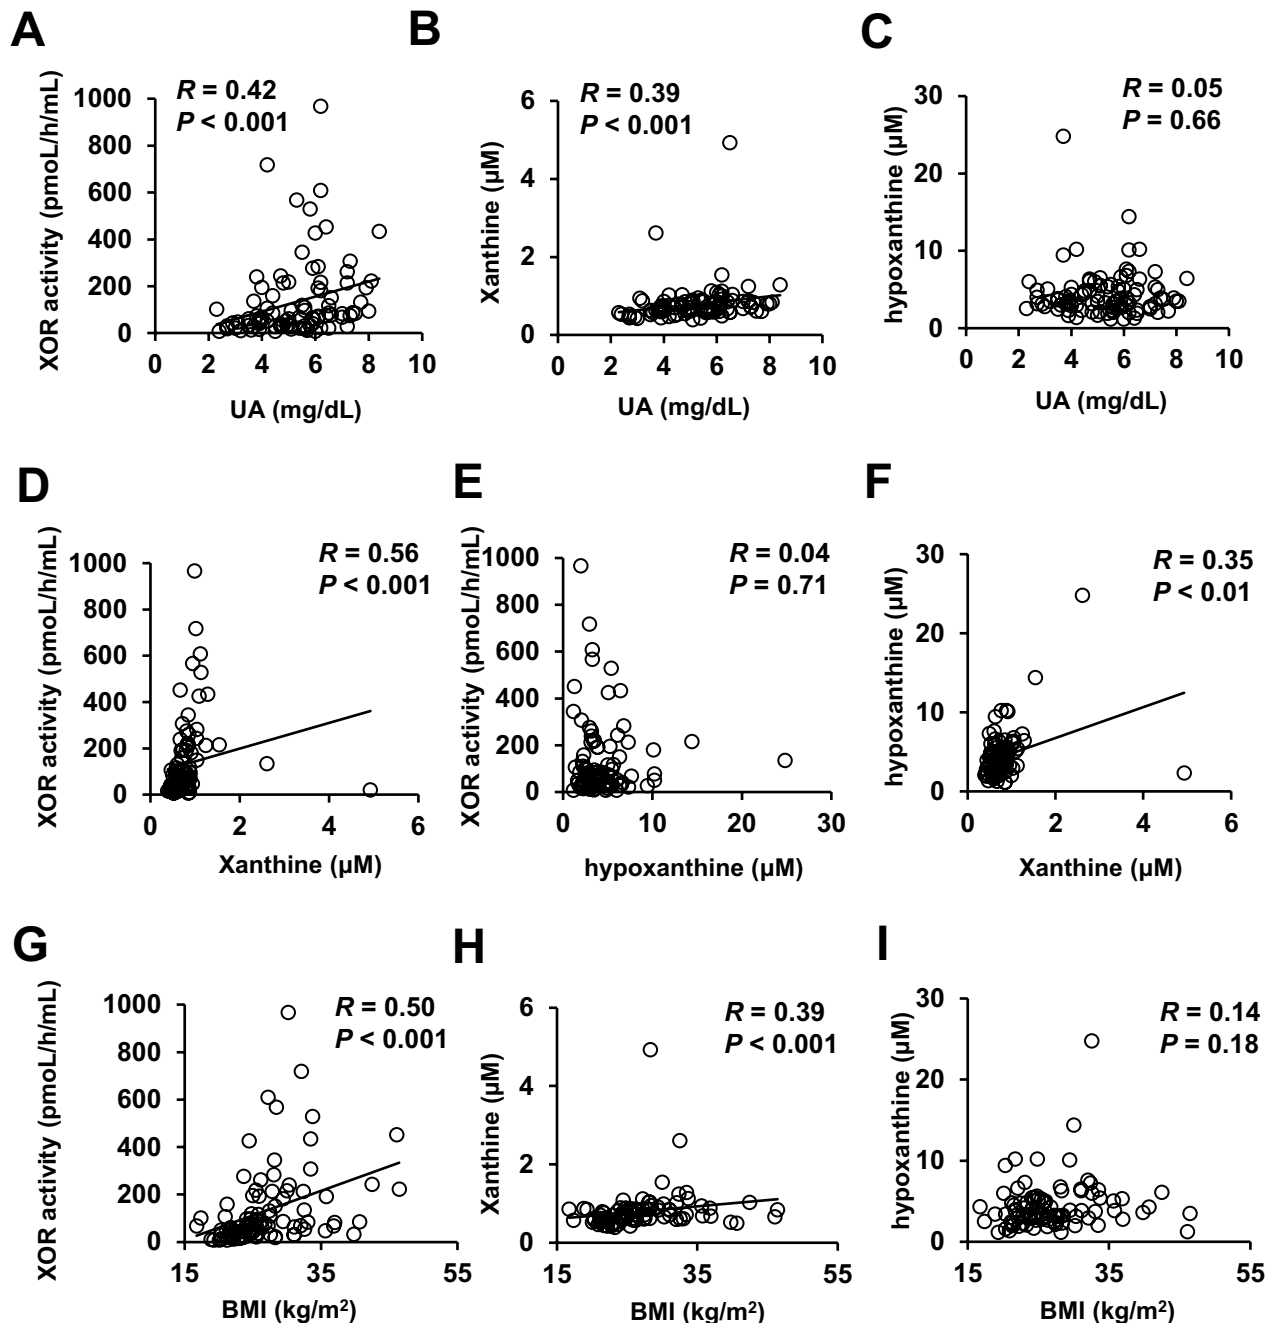 A
R = 0.42
P < 0.001
XOR activity (pmoL/h/mL)
1000
800
600
400
200
0
0 2 4 6 8 10
UA (mg/dL)
B
R = 0.39
P < 0.001
Xanthine (µM)
6
4
2
0
0 2 4 6 8 10
UA (mg/dL)
C
R = 0.05
P = 0.66
hypoxanthine (µM)
30
20
10
0
0 2 4 6 8 10
UA (mg/dL)
D
R = 0.56
P < 0.001
XOR activity (pmoL/h/mL)
1000
800
600
400
200
0
0 2 4 6
Xanthine (µM)
E
R = 0.04
P = 0.71
XOR activity (pmoL/h/mL)
1000
800
600
400
200
0
0 10 20 30
hypoxanthine (µM)
F
R = 0.35
P < 0.01
hypoxanthine (µM)
30
20
10
0
0 2 4 6
Xanthine (µM)
G
R = 0.50
P < 0.001
XOR activity (pmoL/h/mL)
1000
800
600
400
200
0
15 35 55
BMI (kg/m²)
H
R = 0.39
P < 0.001
Xanthine (µM)
6
4
2
0
15 35 55
BMI (kg/m²)
I
R = 0.14
P = 0.18
hypoxanthine (µM)
30
20
10
0
15 35 55
BMI (kg/m²)